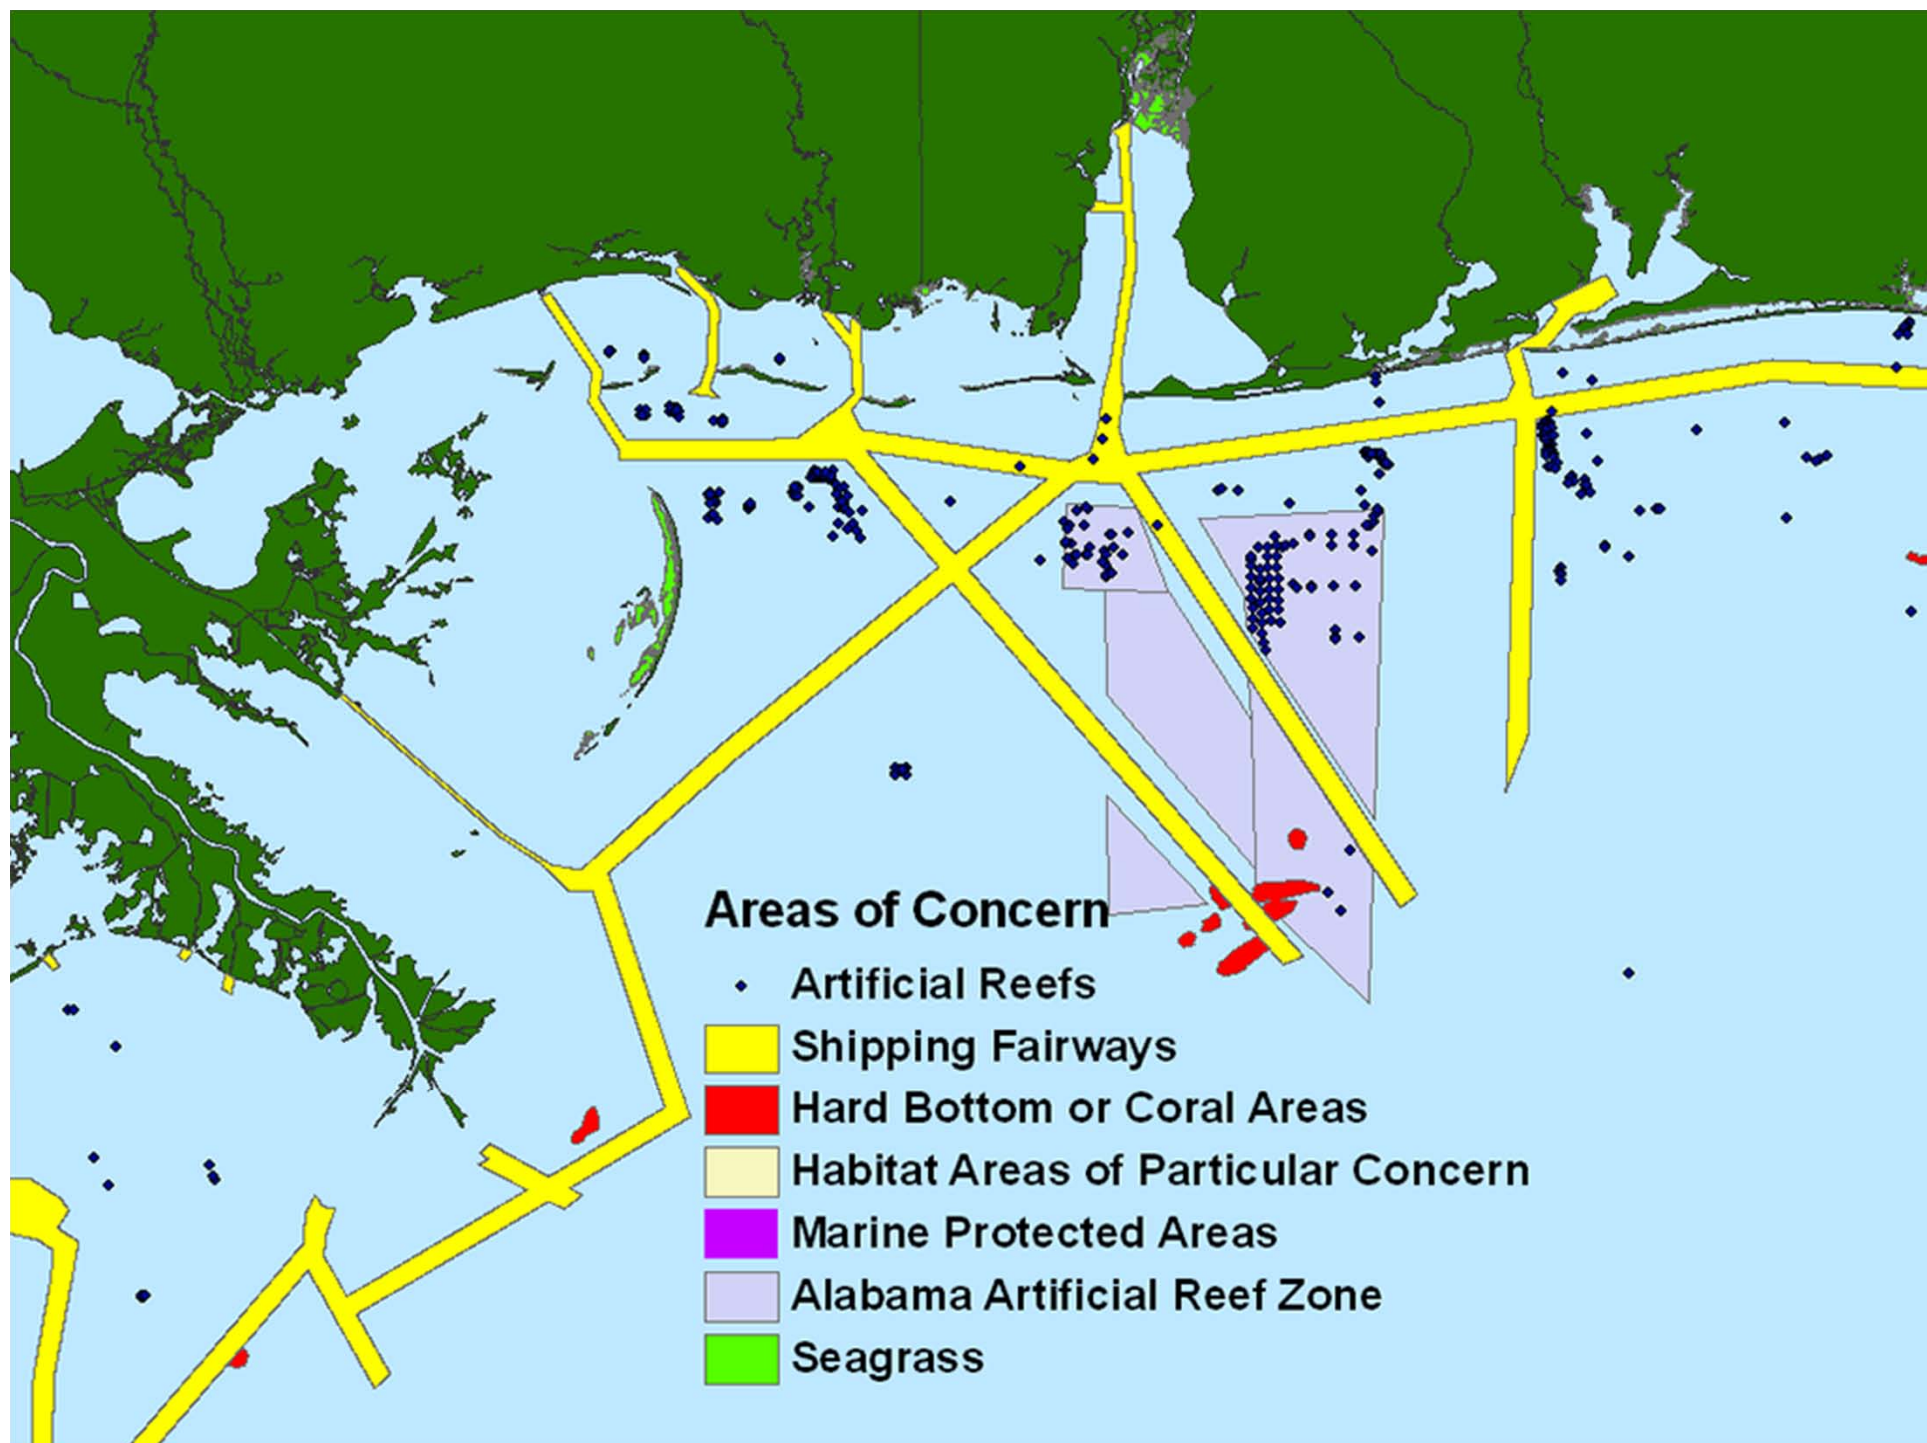 Areas of Concern
Artificial Reefs
Shipping Fairways
Hard Bottom or Coral Areas
Habitat Areas of Particular Concern
Marine Protected Areas
Alabama Artificial Reef Zone
Seagrass